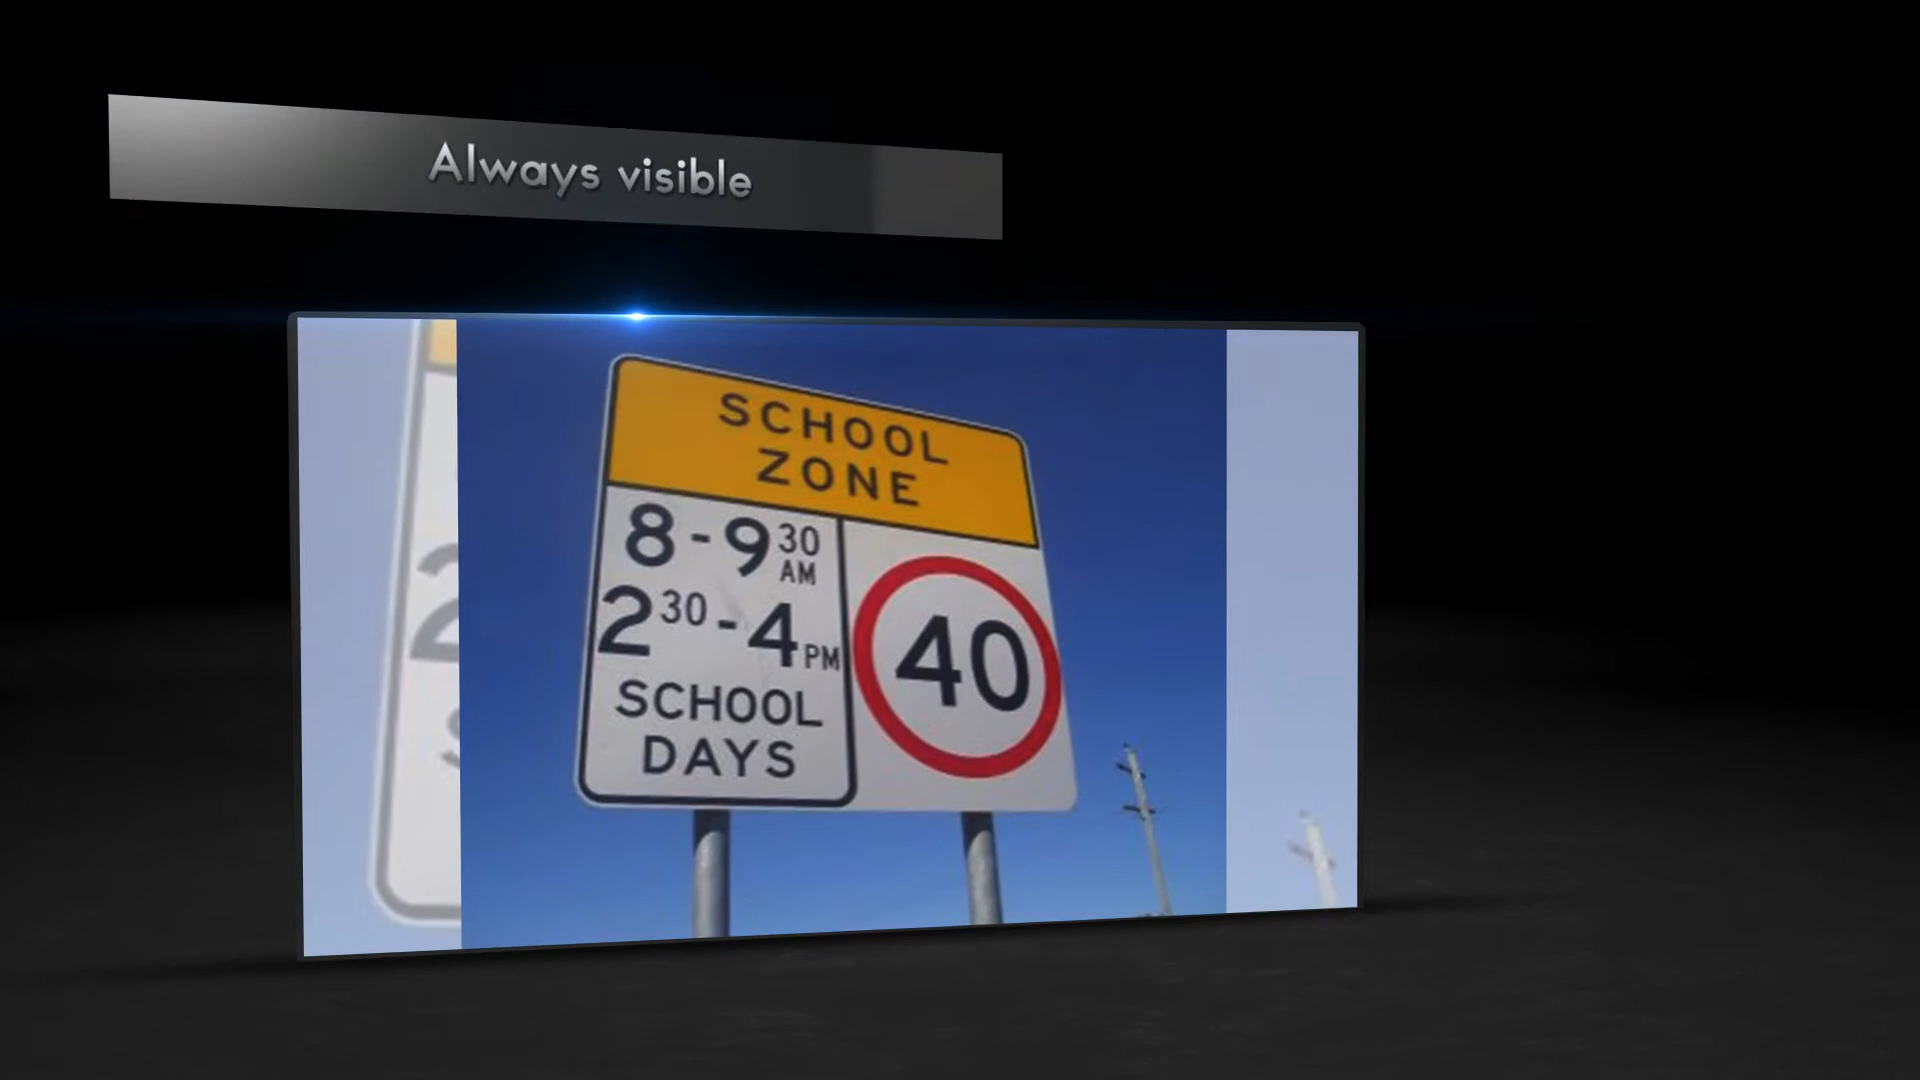 Always visible
SCHOOL
ZONE
8-9 30 AM
2 30-4 PM
SCHOOL
DAYS
40